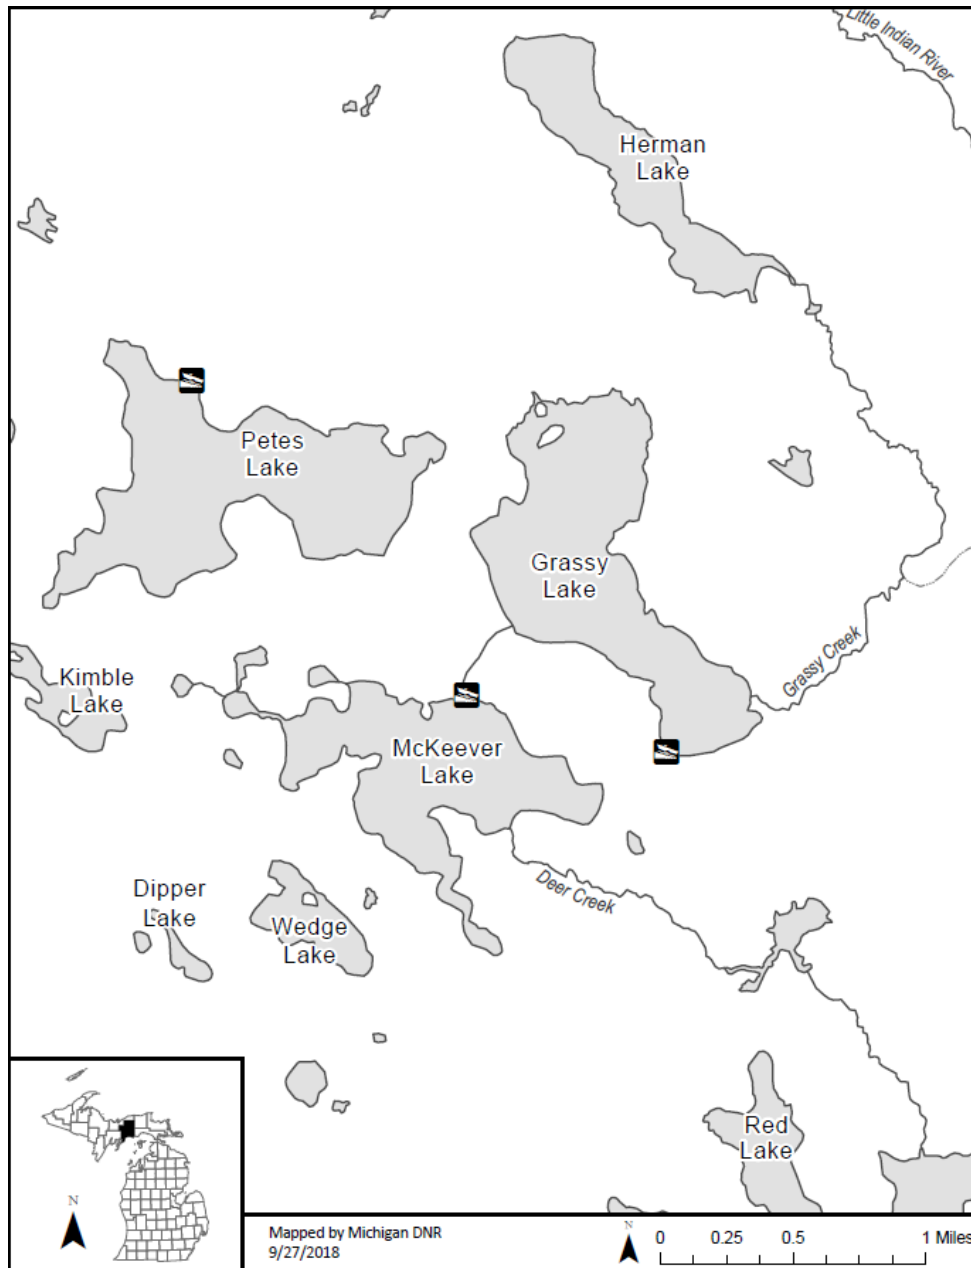 Little Indian River
Herman
Lake
Petes
Lake
Grassy
Lake
Grassy Creek
Kimble
Lake
McKeever
Lake
Deer Creek
Dipper
Lake
Wedge
Lake
Red
Lake
N
Mapped by Michigan DNR
9/27/2018
N
0 0.25 0.5 1 Miles